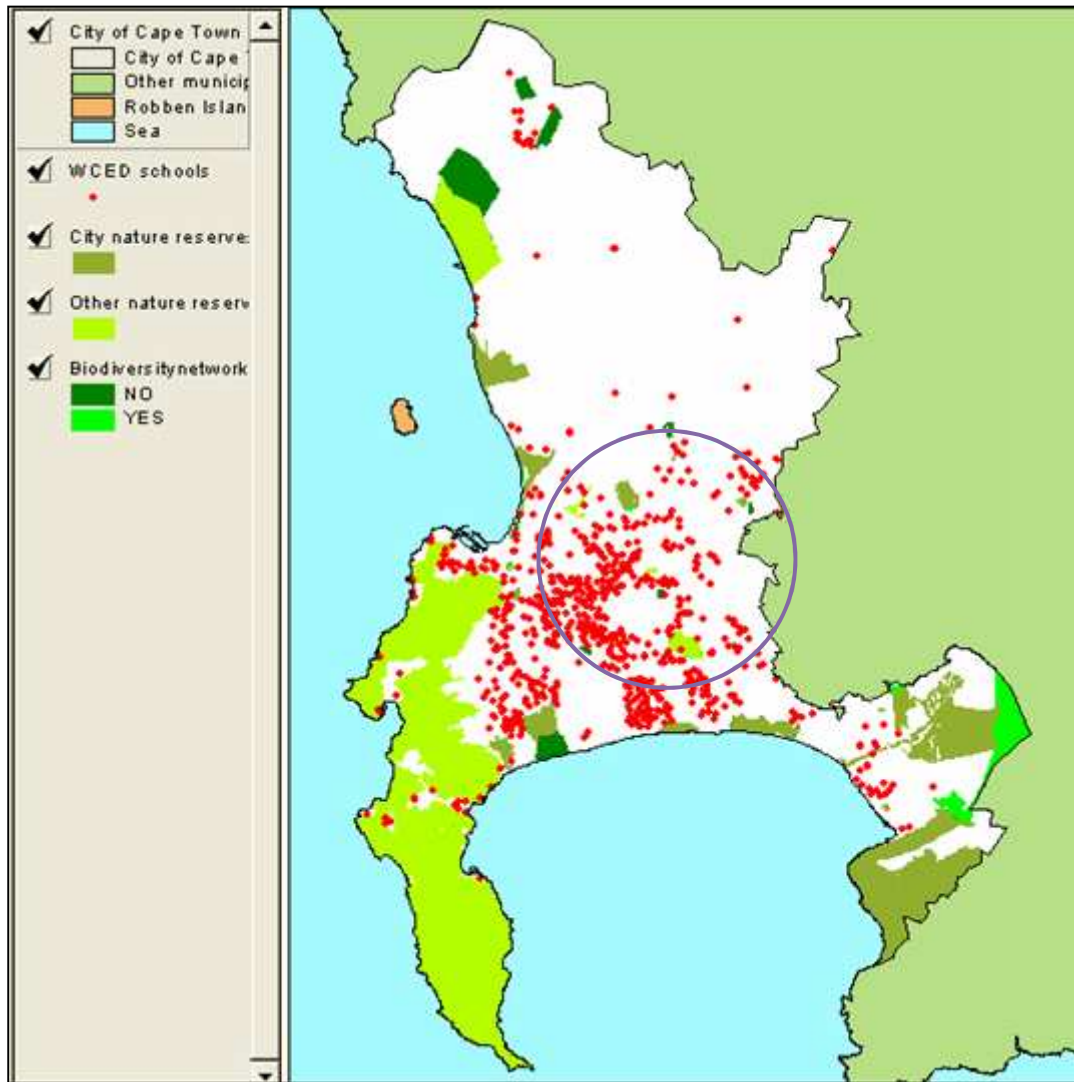 City of Cape Town
City of Cape
Other municip
Robben Islan
Sea
WCED schools
City nature reserve
Other nature reserv
Biodiversitynetwork
NO
YES